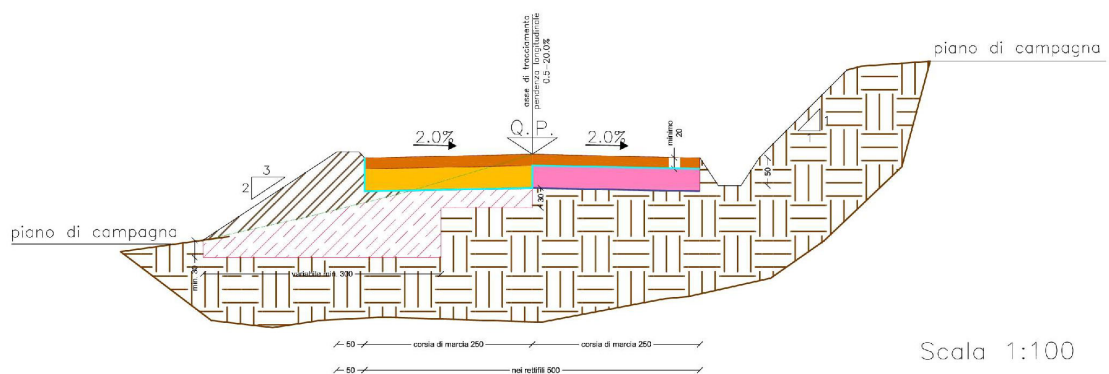 asse di tracciamento
pendenza longitudinale
0.5-20.0%
piano di campagna
2.0%
Q.P.
2.0%
minimo
20
1
1
50
3
2
30
piano di campagna
min. 30
variabile min. 300
50
corsia di marcia 250
corsia di marcia 250
50
nei rettifili 500
Scala 1:100